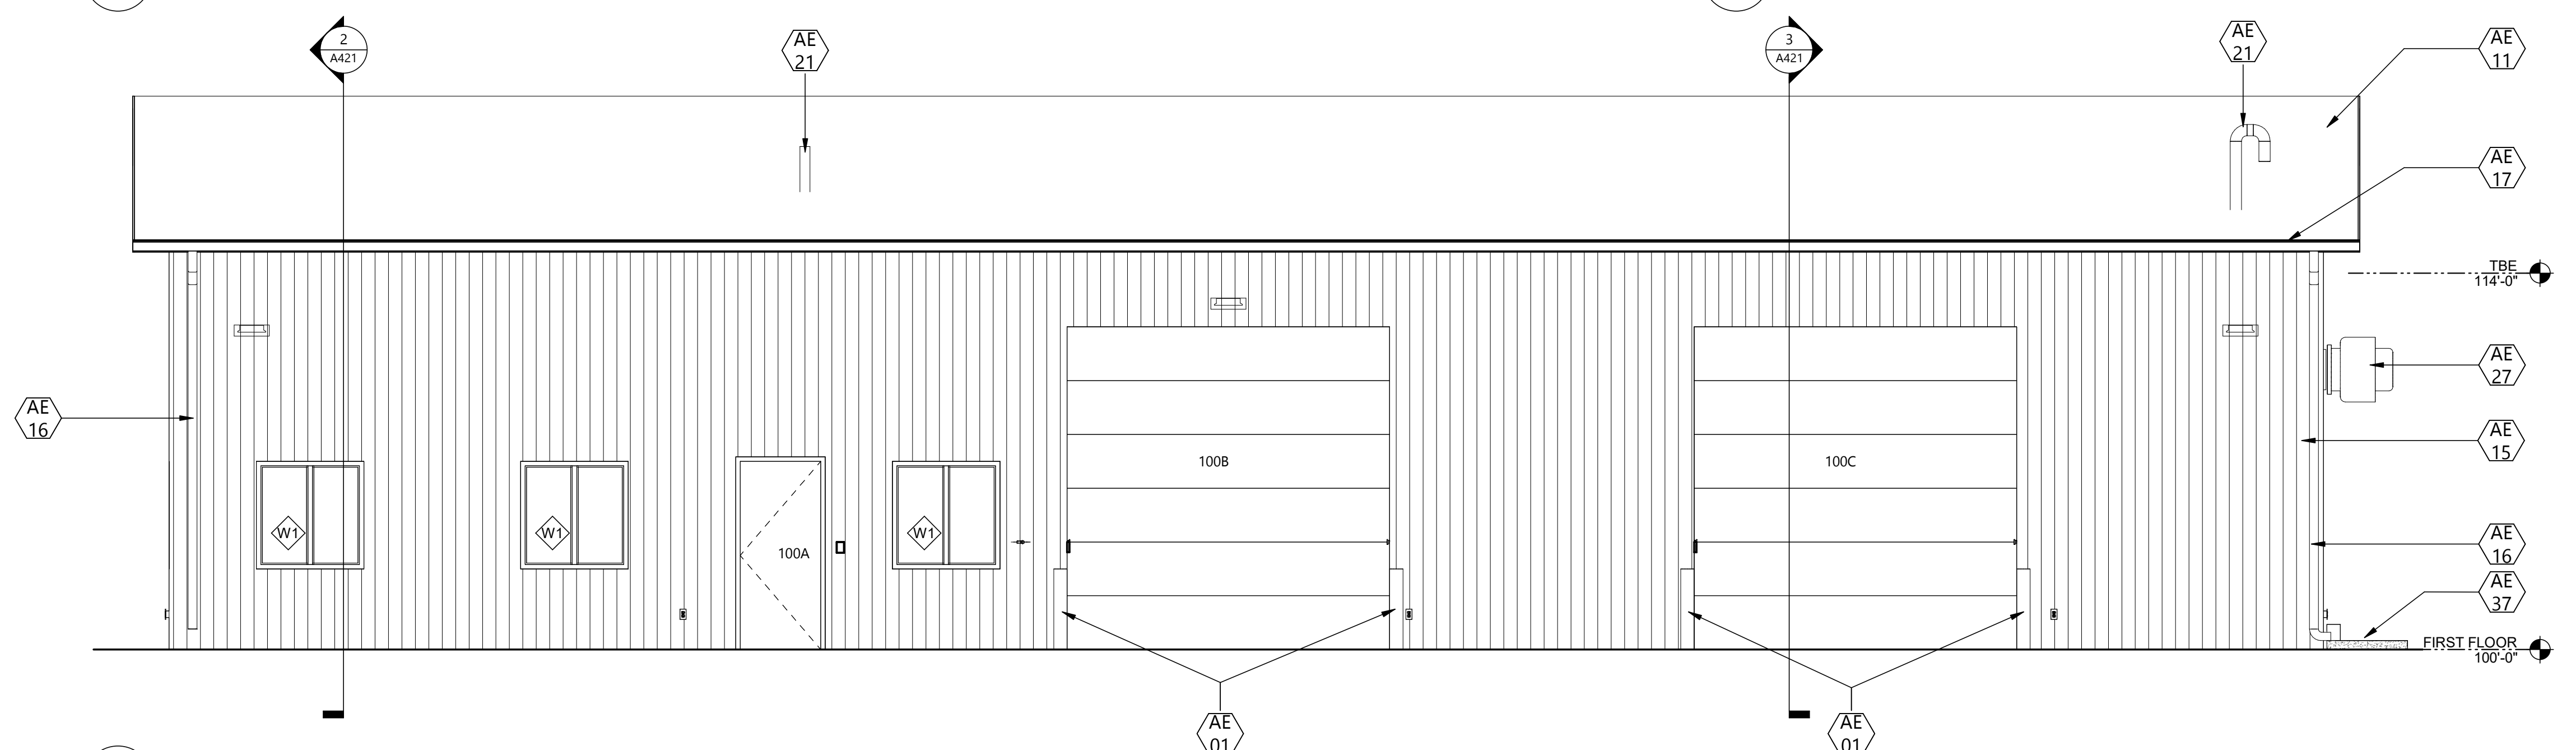 2
A421
AE
21
3
A421
AE
21
AE
11
AE
17
TBE
114'-0"
AE
27
AE
16
AE
15
100B
100C
W1
W1
W1
100A
AE
16
AE
37
FIRST FLOOR
100'-0"
AE
01
AE
01